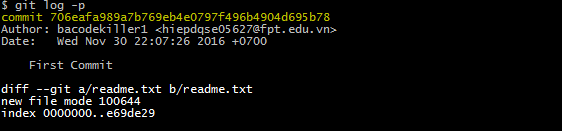 $ git log -p
commit 706eafa989a7b769eb4e0797f496b4904d695b78
Author: bacodekiller1 <hiepdqse05627@fpt.edu.vn>
Date:   Wed Nov 30 22:07:26 2016 +0700
First Commit
diff --git a/readme.txt b/readme.txt
new file mode 100644
index 0000000..e69de29